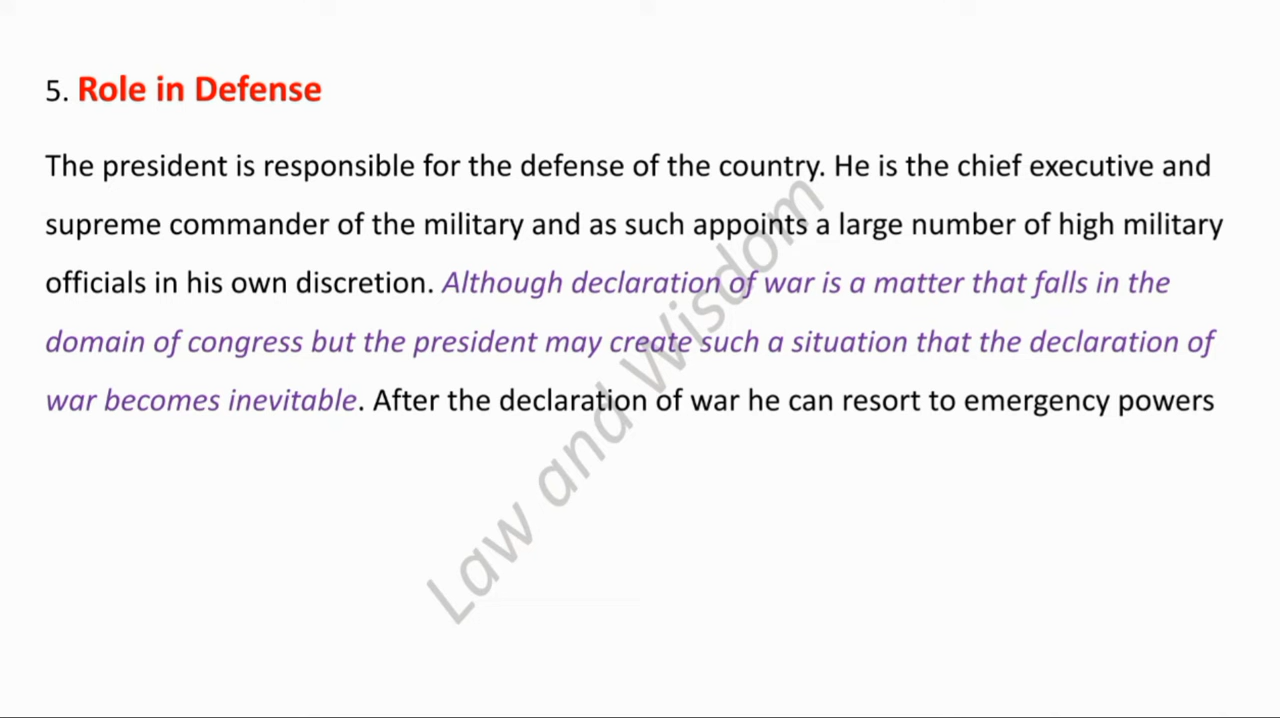 5. Role in Defense
The president is responsible for the defense of the country. He is the chief executive and
supreme commander of the military and as such appoints a large number of high military
officials in his own discretion. Although declaration of war is a matter that falls in the
domain of congress but the president may create such a situation that the declaration of
war becomes inevitable. After the declaration of war he can resort to emergency powers
Law and Wisdom